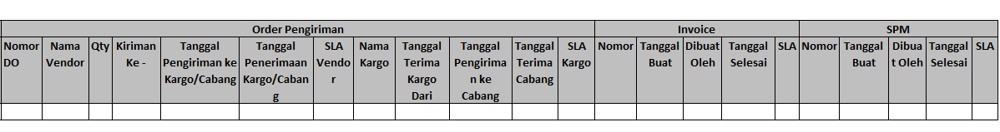 Order Pengiriman Invoice SPM
Nomor DO
Nama Vendor
Qty
Kiriman Ke -
Tanggal Pengiriman ke Kargo/Cabang
Tanggal Penerimaan Kargo/Cabang
SLA Vendor
Nama Kargo
Tanggal Terima Kargo Dari
Tanggal Pengiriman ke Cabang
Tanggal Terima Cabang
SLA Kargo
Nomor
Tanggal Buat
Dibuat Oleh
Tanggal Selesai
SLA
Nomor
Tanggal Buat
Dibuat Oleh
Tanggal Selesai
SLA